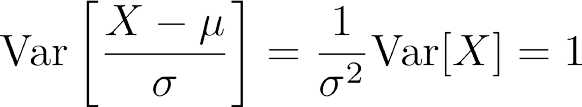 Var[(X − μ)/σ] = 1/σ² Var[X] = 1